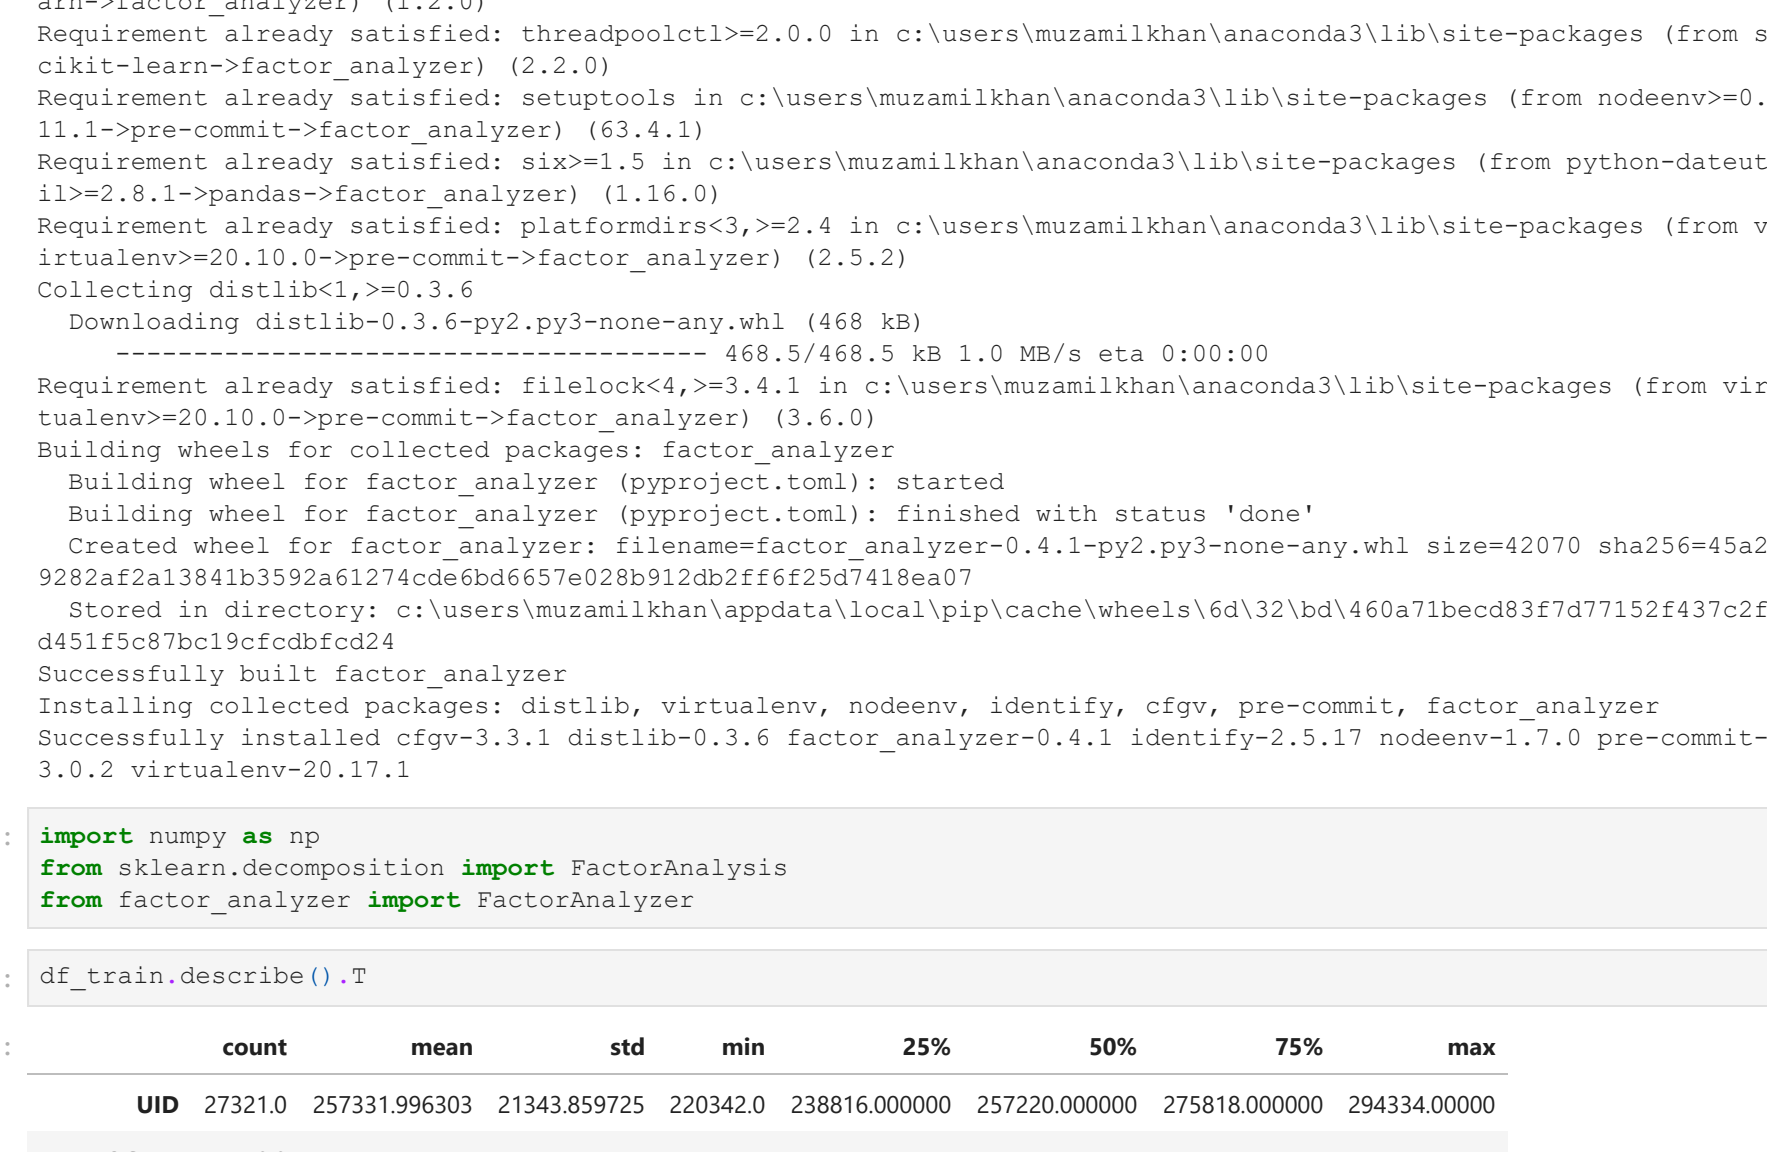 arn->factor_analyzer) (1.2.0)
Requirement already satisfied: threadpoolctl>=2.0.0 in c:\users\muzamilkhan\anaconda3\lib\site-packages (from s
cikit-learn->factor_analyzer) (2.2.0)
Requirement already satisfied: setuptools in c:\users\muzamilkhan\anaconda3\lib\site-packages (from nodeenv>=0.
11.1->pre-commit->factor_analyzer) (63.4.1)
Requirement already satisfied: six>=1.5 in c:\users\muzamilkhan\anaconda3\lib\site-packages (from python-dateut
il>=2.8.1->pandas->factor_analyzer) (1.16.0)
Requirement already satisfied: platformdirs<3,>=2.4 in c:\users\muzamilkhan\anaconda3\lib\site-packages (from v
irtualenv>=20.10.0->pre-commit->factor_analyzer) (2.5.2)
Collecting distlib<1,>=0.3.6
  Downloading distlib-0.3.6-py2.py3-none-any.whl (468 kB)
     -------------------------------------- 468.5/468.5 kB 1.0 MB/s eta 0:00:00
Requirement already satisfied: filelock<4,>=3.4.1 in c:\users\muzamilkhan\anaconda3\lib\site-packages (from vir
tualenv>=20.10.0->pre-commit->factor_analyzer) (3.6.0)
Building wheels for collected packages: factor_analyzer
  Building wheel for factor_analyzer (pyproject.toml): started
  Building wheel for factor_analyzer (pyproject.toml): finished with status 'done'
  Created wheel for factor_analyzer: filename=factor_analyzer-0.4.1-py2.py3-none-any.whl size=42070 sha256=45a2
9282af2a13841b3592a61274cde6bd6657e028b912db2ff6f25d7418ea07
  Stored in directory: c:\users\muzamilkhan\appdata\local\pip\cache\wheels\6d\32\bd\460a71becd83f7d77152f437c2f
d451f5c87bc19cfcdbfcd24
Successfully built factor_analyzer
Installing collected packages: distlib, virtualenv, nodeenv, identify, cfgv, pre-commit, factor_analyzer
Successfully installed cfgv-3.3.1 distlib-0.3.6 factor_analyzer-0.4.1 identify-2.5.17 nodeenv-1.7.0 pre-commit-
3.0.2 virtualenv-20.17.1
: import numpy as np
from sklearn.decomposition import FactorAnalysis
from factor_analyzer import FactorAnalyzer
: df_train.describe().T
: count mean std min 25% 50% 75% max
UID 27321.0 257331.996303 21343.859725 220342.0 238816.000000 257220.000000 275818.000000 294334.00000